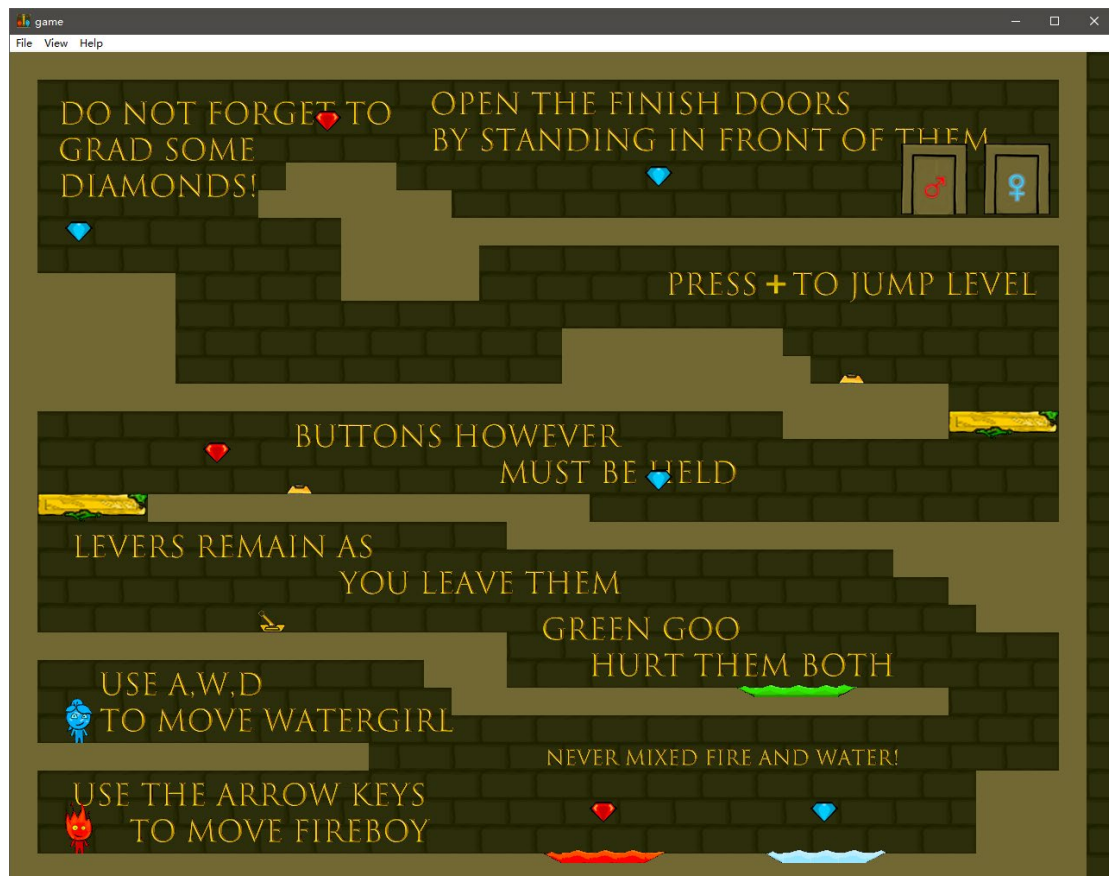 game
File View Help
DO NOT FORGET TO
GRAD SOME
DIAMONDS!
OPEN THE FINISH DOORS
BY STANDING IN FRONT OF THEM
PRESS + TO JUMP LEVEL
BUTTONS HOWEVER
MUST BE HELD
LEVERS REMAIN AS
YOU LEAVE THEM
GREEN GOO
HURT THEM BOTH
USE A,W,D
TO MOVE WATERGIRL
NEVER MIXED FIRE AND WATER!
USE THE ARROW KEYS
TO MOVE FIREBOY